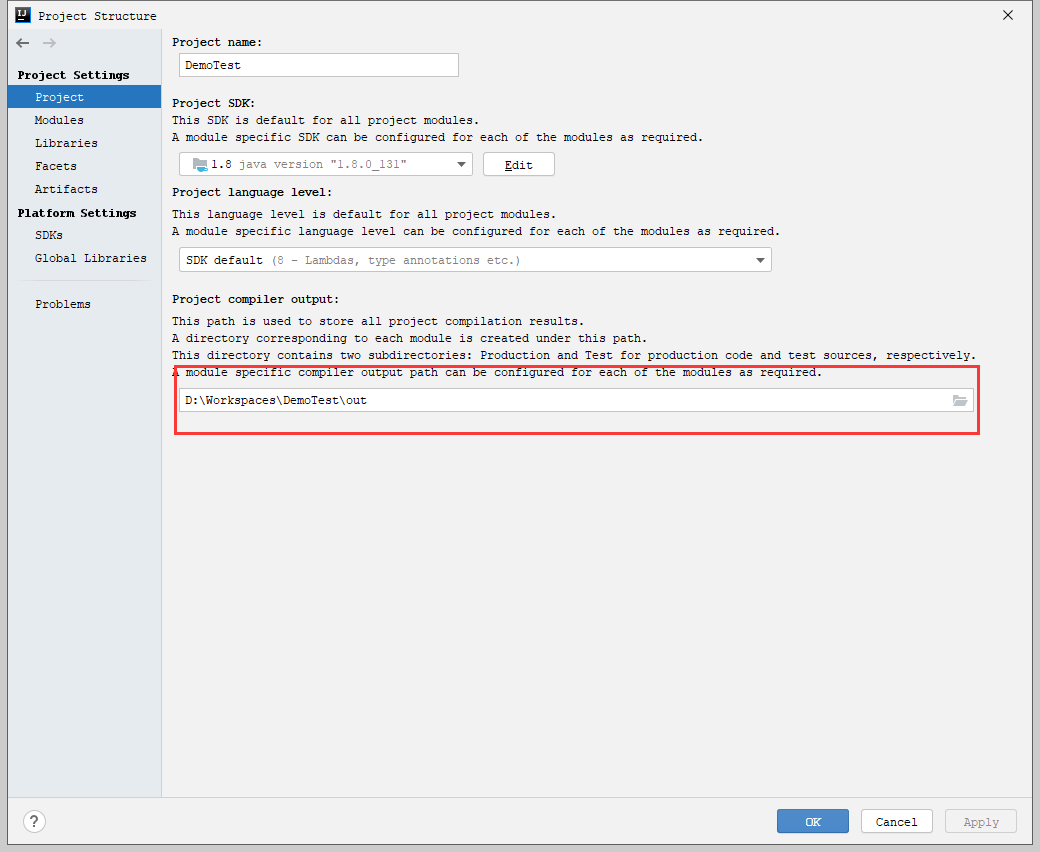 Project Structure
Project Settings
Project
Modules
Libraries
Facets
Artifacts
Platform Settings
SDKs
Global Libraries
Problems
Project name:
DemoTest
Project SDK:
This SDK is default for all project modules.
A module specific SDK can be configured for each of the modules as required.
1.8 java version "1.8.0_131"
Edit
Project language level:
This language level is default for all project modules.
A module specific language level can be configured for each of the modules as required.
SDK default (8 - Lambdas, type annotations etc.)
Project compiler output:
This path is used to store all project compilation results.
A directory corresponding to each module is created under this path.
This directory contains two subdirectories: Production and Test for production code and test sources, respectively.
A module specific compiler output path can be configured for each of the modules as required.
D:\Workspaces\DemoTest\out
?
OK
Cancel
Apply